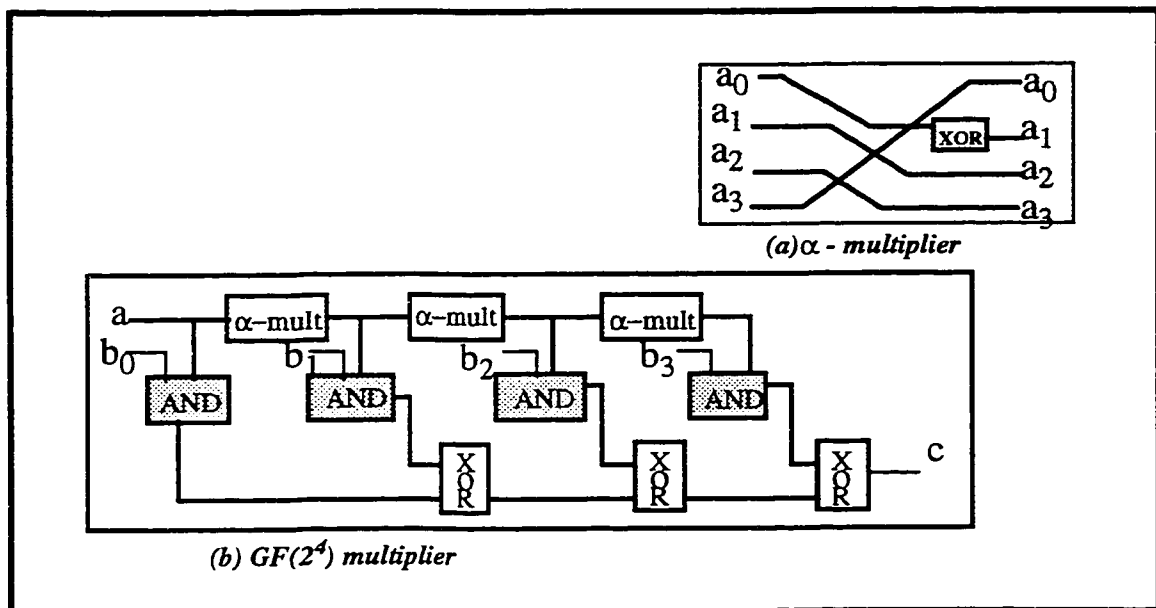 a0 a0
a1 XOR a1
a2 a2
a3 a3
(a) α - multiplier
a α–mult α–mult α–mult
b0 b1 b2 b3
AND AND AND AND
XOR XOR XOR c
(b) GF(2^4) multiplier